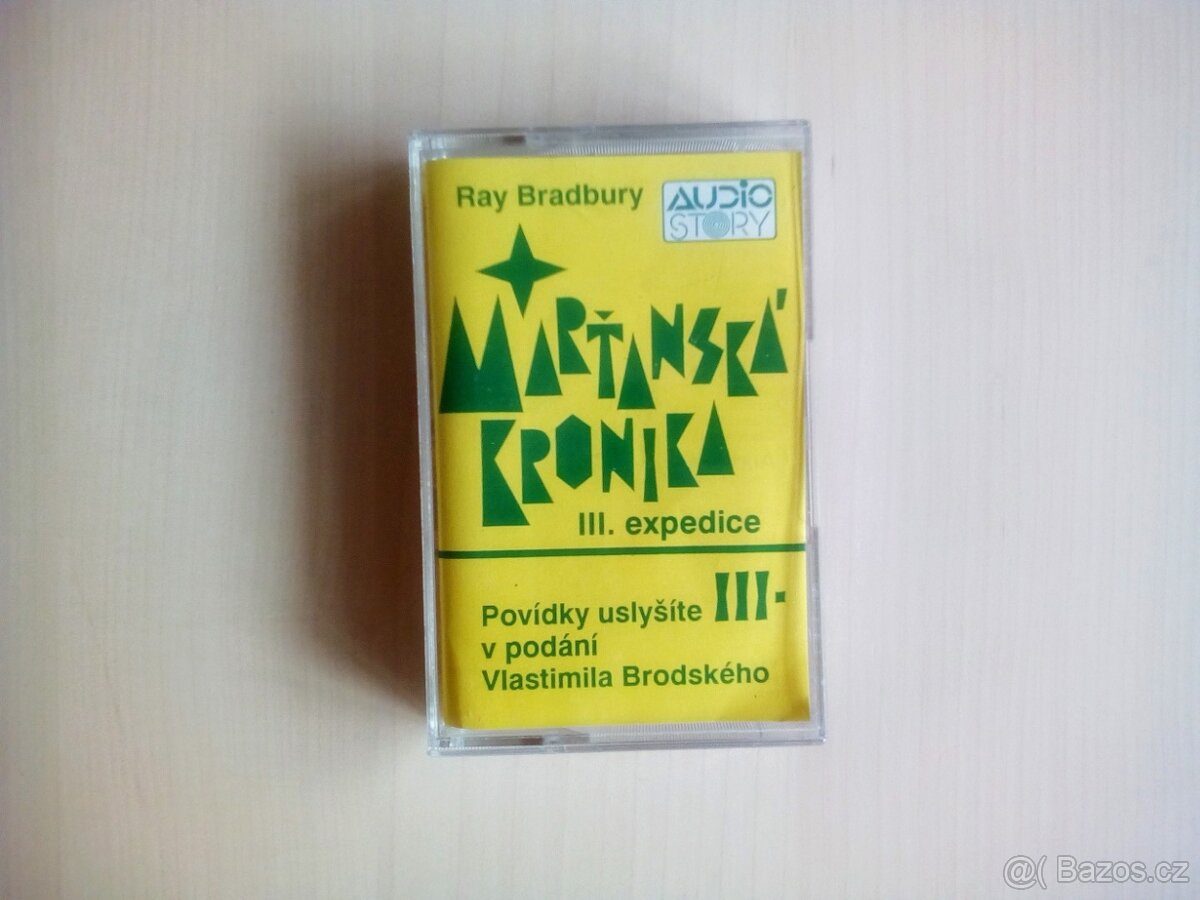 Ray Bradbury
AUDiO
STORY
MARŤANSKÁ
KRONIKA
III. expedice
III.
Povídky uslyšíte
v podání
Vlastimila Brodského
@( Bazos.cz